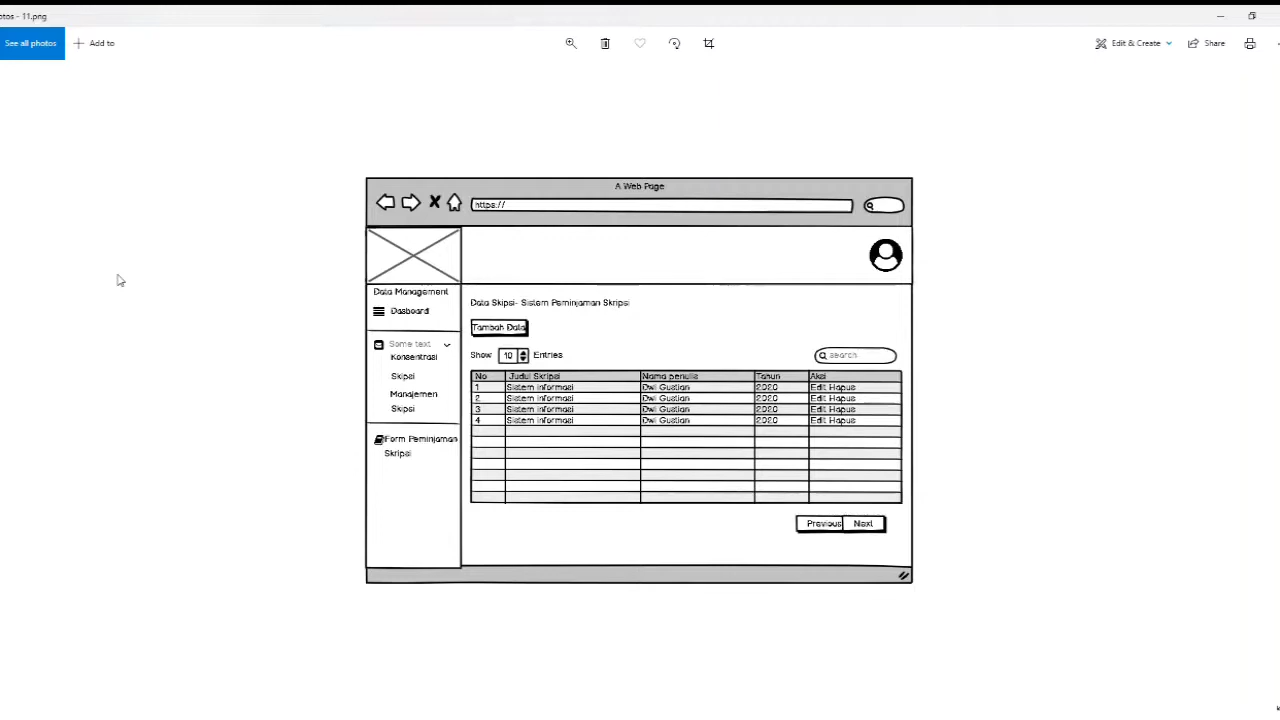 otos - 11.png
See all photos
Add to
Edit & Create
Share
A Web Page
https://
Data Management
Dasboard
Some text
Konsentrasi
Skipsi
Manajemen
Skipsi
Form Peminjaman
Skripsi
Data Skipsi- Sistem Peminjaman Skripsi
Tambah Data
Show 10 Entries
search
No Judul Skripsi Nama penulis Tahun Aksi
1 Sistem informasi Dwi Gustian 2020 Edit Hapus
2 Sistem informasi Dwi Gustian 2020 Edit Hapus
3 Sistem informasi Dwi Gustian 2020 Edit Hapus
4 Sistem informasi Dwi Gustian 2020 Edit Hapus
Previous Next